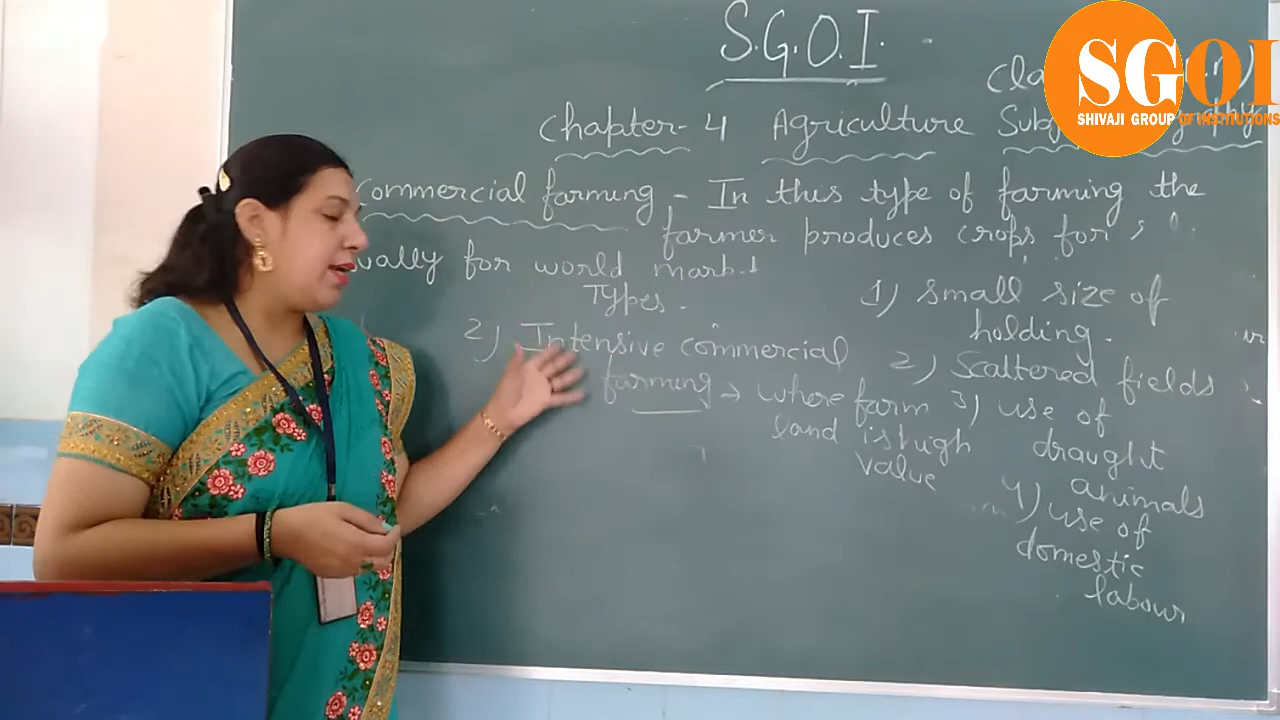 S.G.O.I.
SGOI
SHIVAJI GROUP OF INSTITUTIONS
Chapter-4 Agriculture
Commercial farming - In this type of farming the
farmer produces crops for
for world
Types.
2) Intensive commercial
farming → where farm
land is high
value
1) small size of
holding.
2) Scattered fields
3) use of
draught
animals
4) use of
domestic
labour